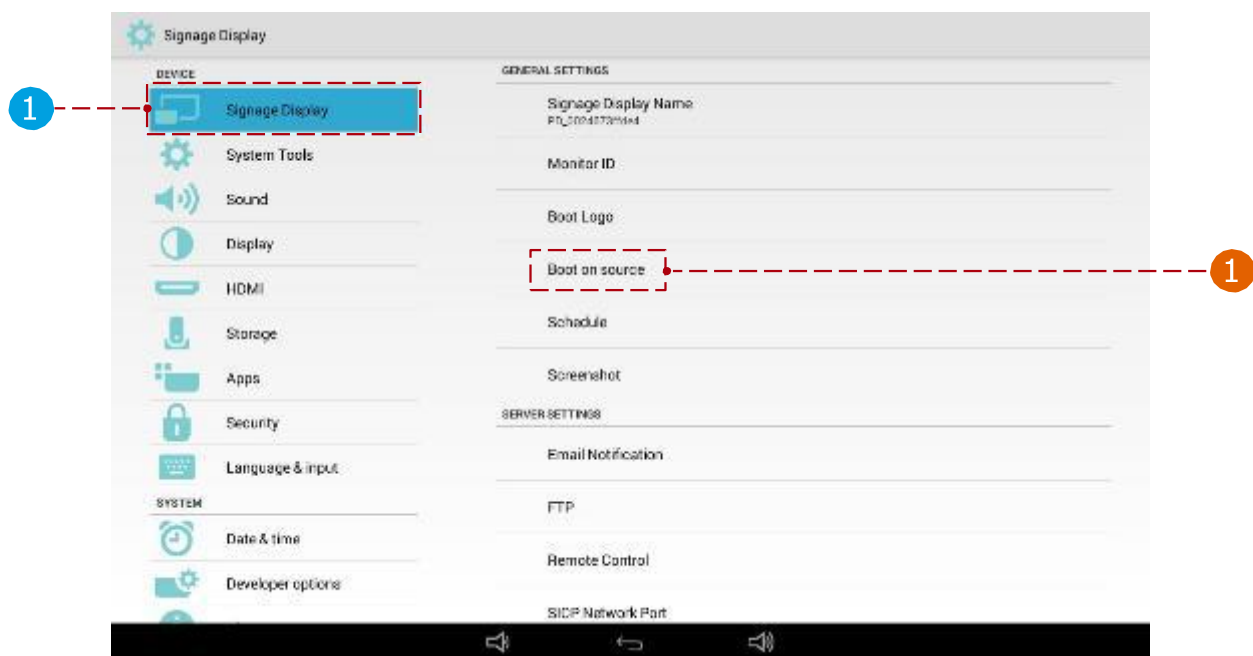 Signage Display
DEVICE
1
Signage Display
System Tools
Sound
Display
HDMI
Storage
Apps
Security
Language & input
SYSTEM
Date & time
Developer options
GENERAL SETTINGS
Signage Display Name
Monitor ID
Boot Logo
Boot on source
1
Schedule
Screenshot
SERVER SETTINGS
Email Notification
FTP
Remote Control
SICP Network Port